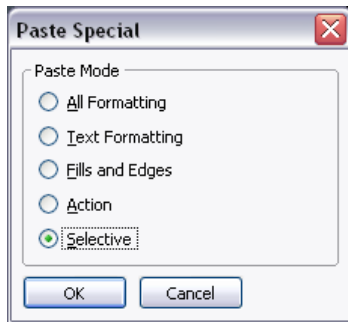 Paste Special
Paste Mode
All Formatting
Text Formatting
Fills and Edges
Action
Selective
OK Cancel